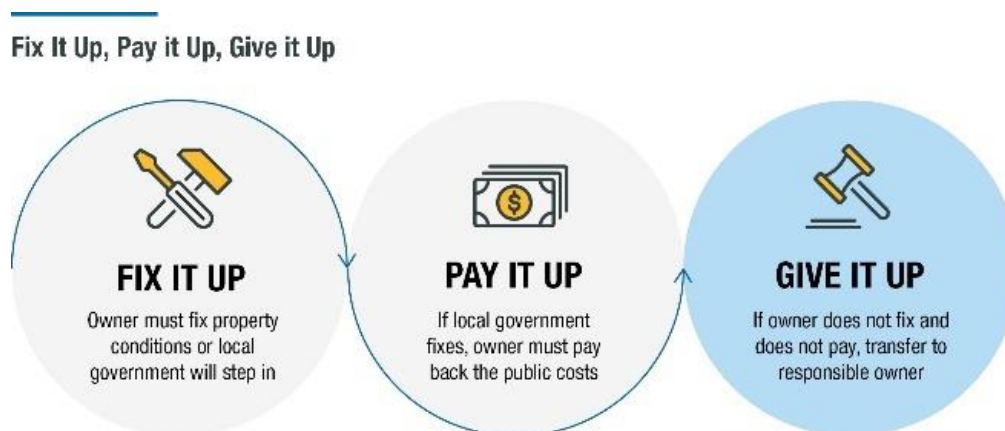 Fix It Up, Pay it Up, Give it Up
$
FIX IT UP
Owner must fix property
conditions or local
government will step in
PAY IT UP
If local government
fixes, owner must pay
back the public costs
GIVE IT UP
If owner does not fix and
does not pay, transfer to
responsible owner